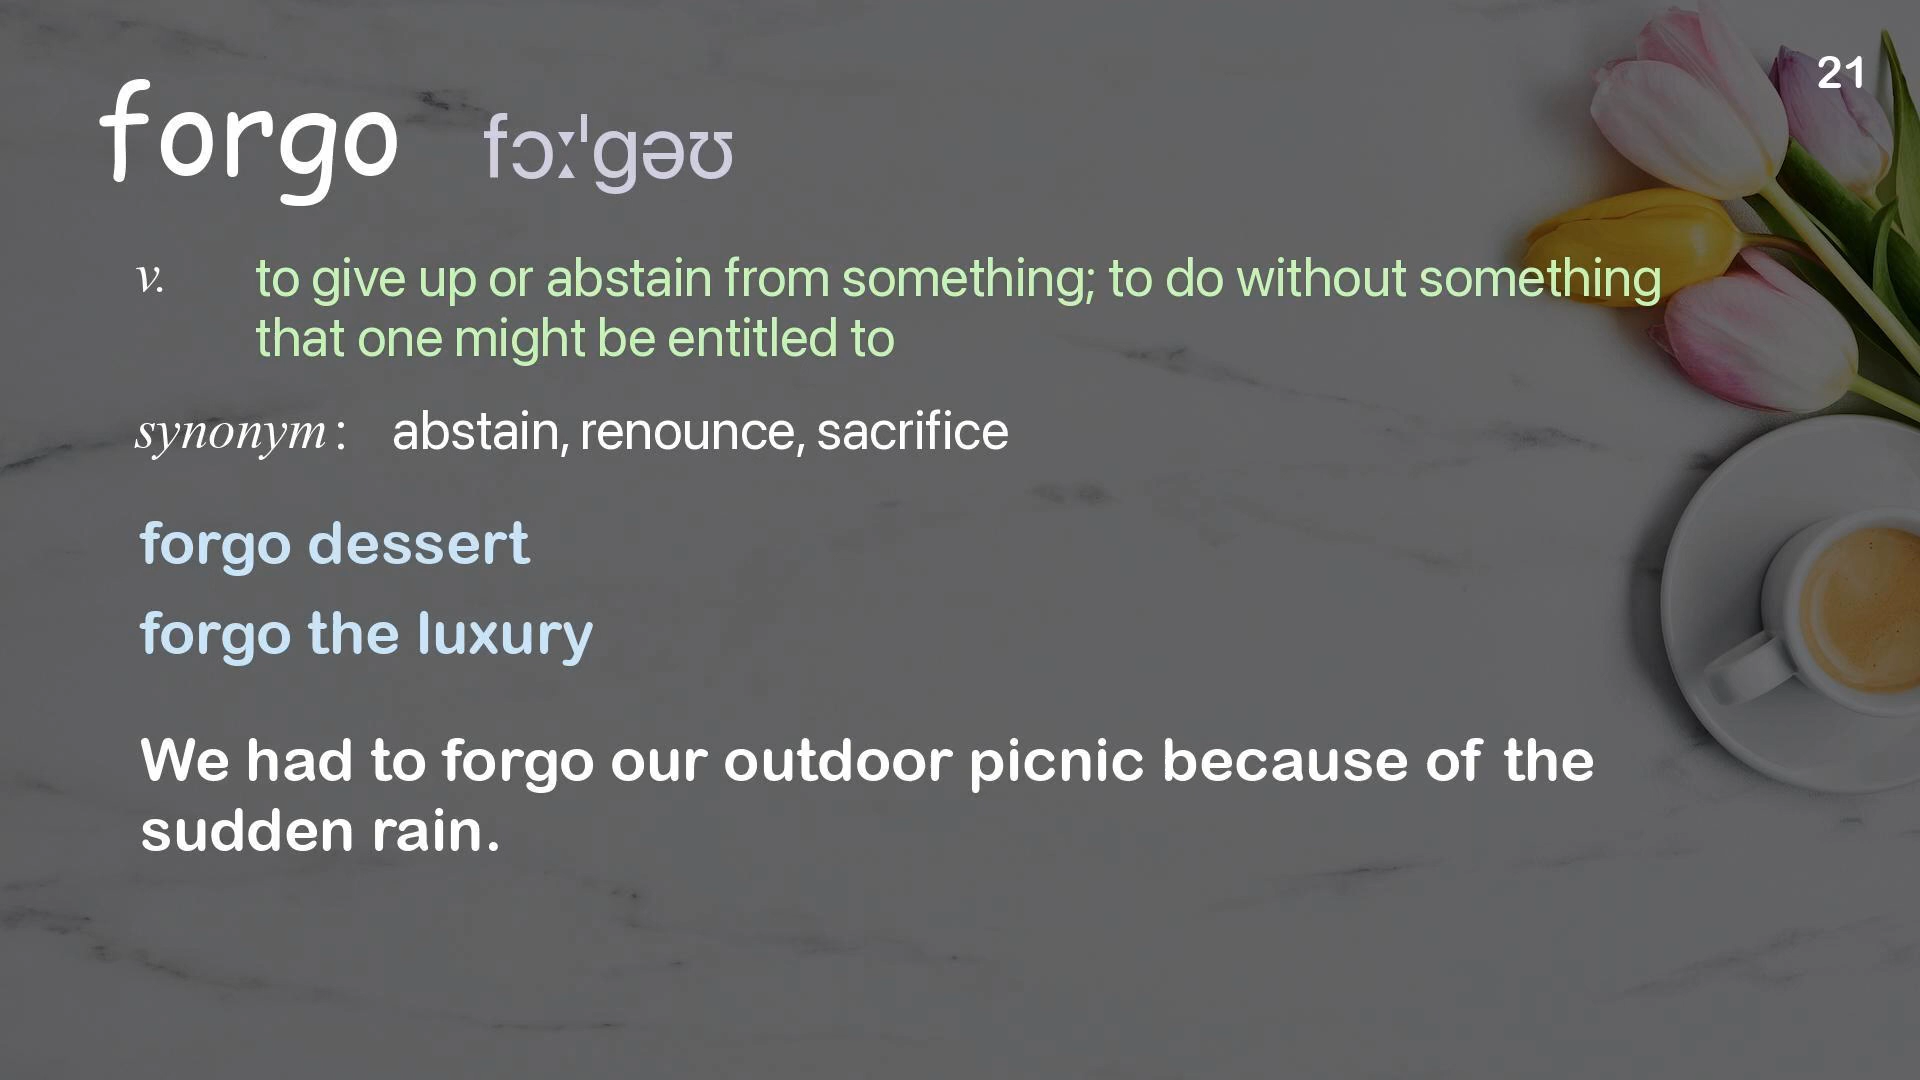 21
forgo fɔːˈɡəʊ
v. to give up or abstain from something; to do without something
that one might be entitled to
synonym : abstain, renounce, sacrifice
forgo dessert
forgo the luxury
We had to forgo our outdoor picnic because of the
sudden rain.